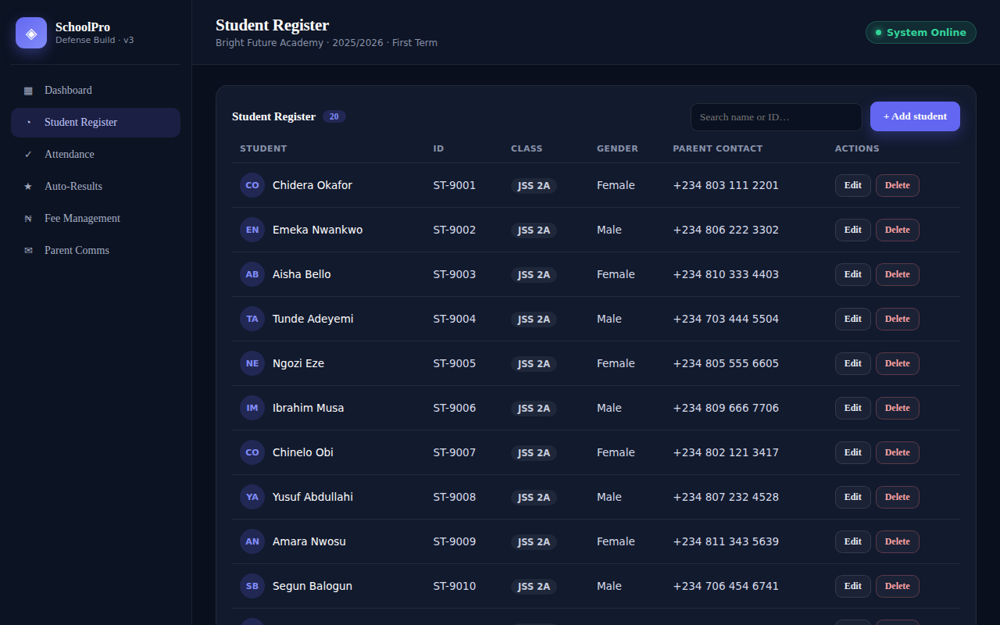 SchoolPro
Defense Build · v3
Dashboard
Student Register
Attendance
Auto-Results
₦ Fee Management
Parent Comms
Student Register
Bright Future Academy · 2025/2026 · First Term
System Online
Student Register 20
Search name or ID…
+ Add student
STUDENT ID CLASS GENDER PARENT CONTACT ACTIONS
CO Chidera Okafor ST-9001 JSS 2A Female +234 803 111 2201 Edit Delete
EN Emeka Nwankwo ST-9002 JSS 2A Male +234 806 222 3302 Edit Delete
AB Aisha Bello ST-9003 JSS 2A Female +234 810 333 4403 Edit Delete
TA Tunde Adeyemi ST-9004 JSS 2A Male +234 703 444 5504 Edit Delete
NE Ngozi Eze ST-9005 JSS 2A Female +234 805 555 6605 Edit Delete
IM Ibrahim Musa ST-9006 JSS 2A Male +234 809 666 7706 Edit Delete
CO Chinelo Obi ST-9007 JSS 2A Female +234 802 121 3417 Edit Delete
YA Yusuf Abdullahi ST-9008 JSS 2A Male +234 807 232 4528 Edit Delete
AN Amara Nwosu ST-9009 JSS 2A Female +234 811 343 5639 Edit Delete
SB Segun Balogun ST-9010 JSS 2A Male +234 706 454 6741 Edit Delete